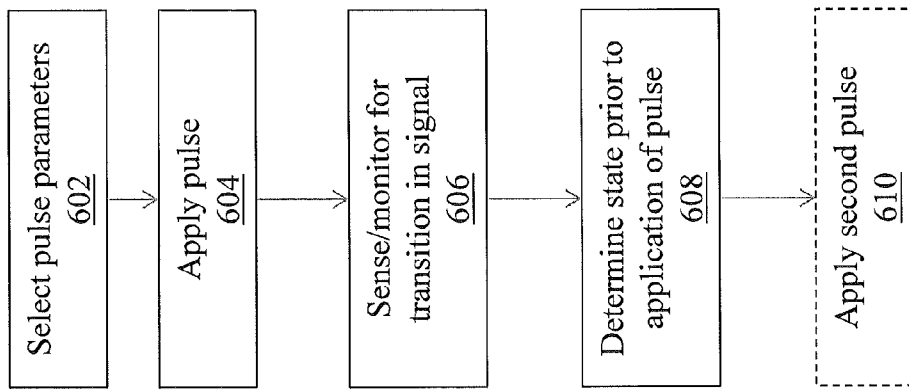 Select pulse parameters
602
Apply pulse
604
Sense/monitor for
transition in signal
606
Determine state prior to
application of pulse
608
Apply second pulse
610